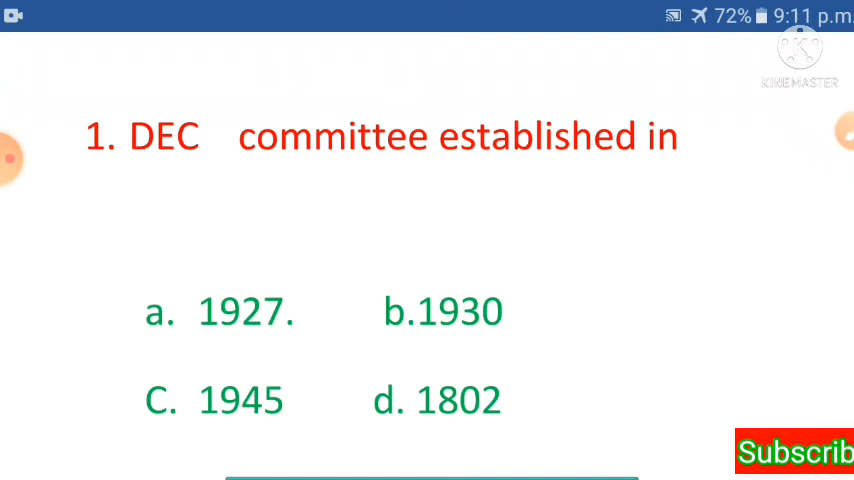 72% 9:11 p.m.
KINEMASTER
1. DEC committee established in
a. 1927. b.1930
C. 1945 d. 1802
Subscrib